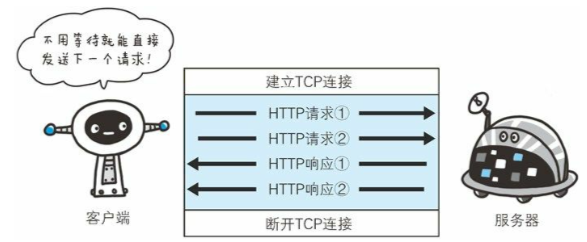 不用等待就能直接
发送下一个请求！
建立TCP连接
HTTP请求①
HTTP请求②
HTTP响应①
HTTP响应②
断开TCP连接
客户端
服务器